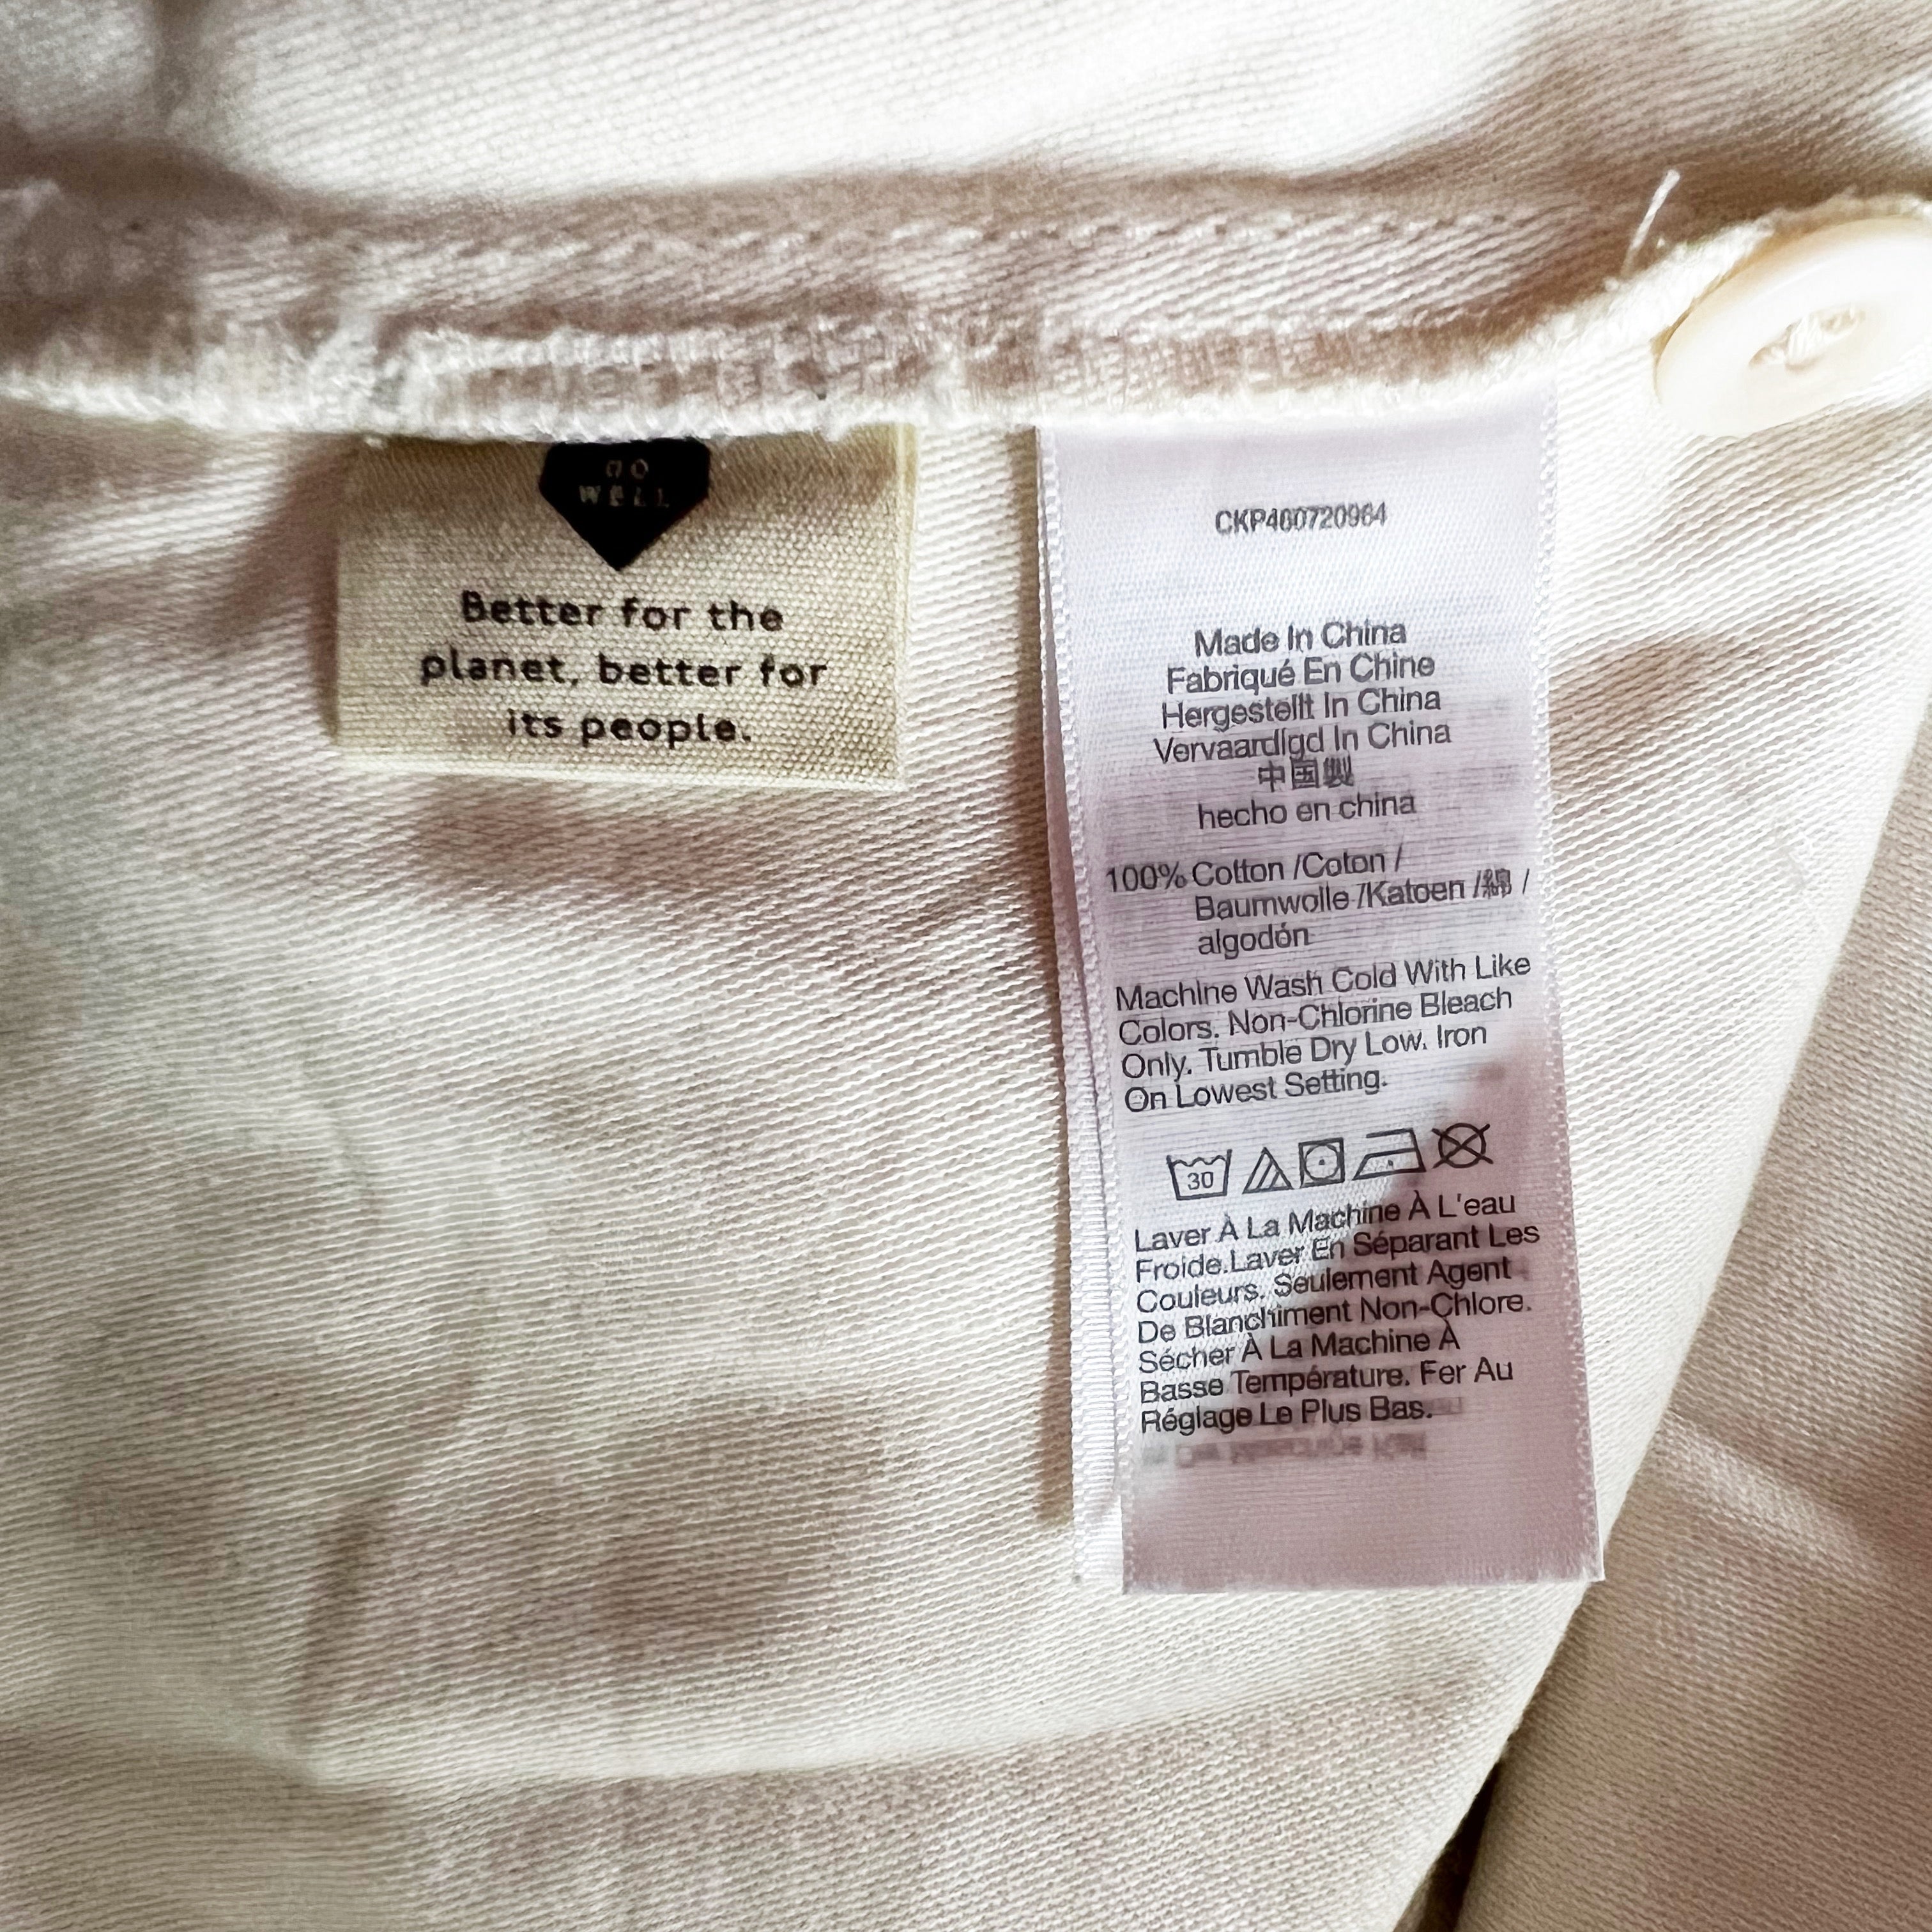 WELL
Better for the
planet, better for
its people.
CKP460720964
Made In China
Fabriqué En Chine
Hergestellt In China
Vervaardigd In China
中国製
hecho en china
100% Cotton /Coton /
Baumwolle /Katoen /綿 /
algodón
Machine Wash Cold With Like
Colors. Non-Chlorine Bleach
Only. Tumble Dry Low. Iron
On Lowest Setting.
30
Laver À La Machine À L'eau
Froide.Laver En Séparant Les
Couleurs. Seulement Agent
De Blanchiment Non-Chlore.
Sécher À La Machine À
Basse Température. Fer Au
Réglage Le Plus Bas.